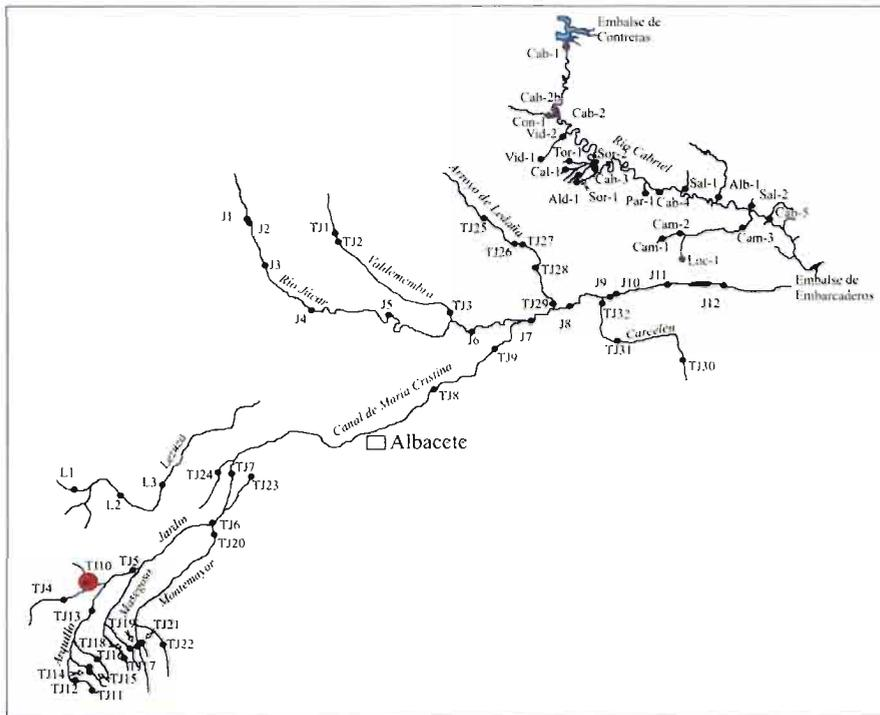 Embalse de
Contreras
Cab-1
Cab-2b
Cab-2
Con-1
Vid-2
Río Cabriel
Vid-1
Tor-1
Sor-2
Cal-1
Cab-3
Ald-1
Sor-1
Par-1
Cab-4
Sal-1
Alb-1
Sal-2
Cab-5
Cam-2
Cam-1
Cam-3
Luc-1
Embalse de
Embarcaderos
Arroyo de Ledaña
TJ25
TJ26
TJ27
TJ28
TJ29
J1
J2
J3
Río Júcar
J4
J5
TJ1
TJ2
Valdemembra
TJ3
J6
J7
J8
J9
J10
J11
J12
TJ32
Carcelén
TJ31
TJ30
TJ9
TJ8
Canal de María Cristina
Albacete
Lezuza
L1
L2
L3
TJ24
TJ7
TJ23
TJ6
TJ20
Jardín
TJ10
TJ5
TJ4
Montemayor
TJ13
Arquillo
TJ19
TJ21
TJ18
TJ22
TJ16
TJ17
TJ14
TJ15
TJ12
TJ11